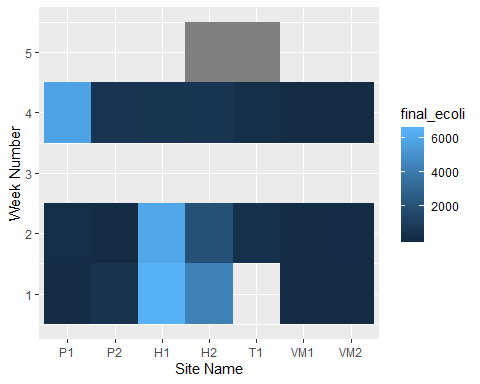 5
4
3
2
1
Week Number
P1 P2 H1 H2 T1 VM1 VM2
Site Name
final_ecoli
6000
4000
2000